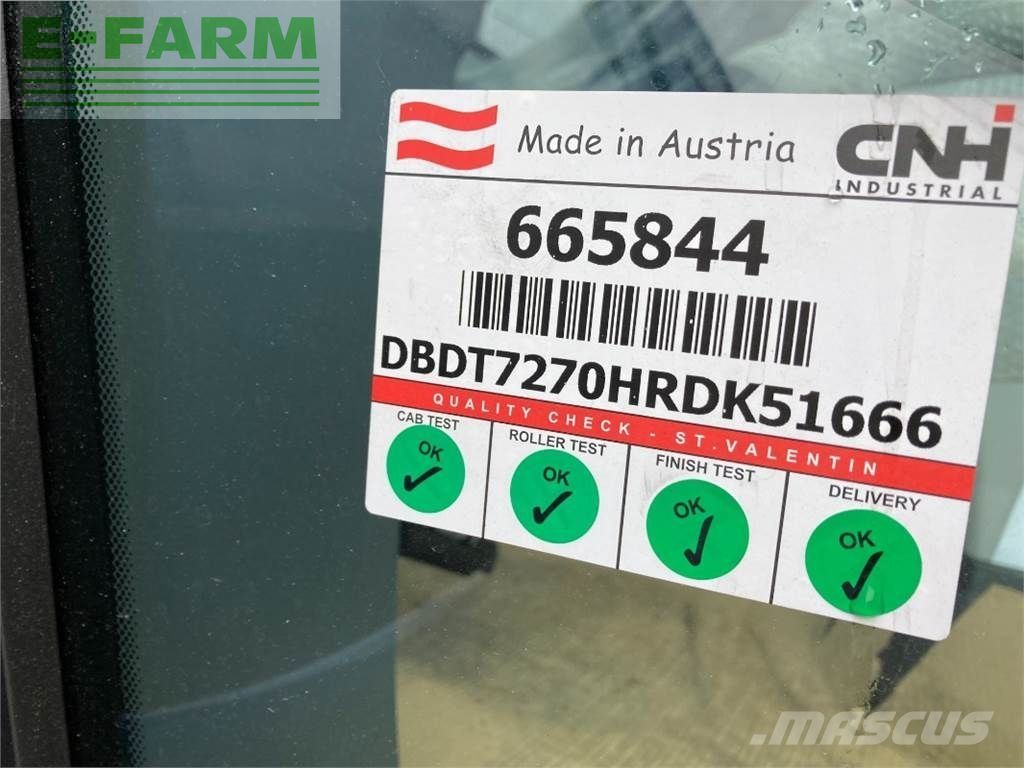 E-FARM
Made in Austria
CNH
INDUSTRIAL
665844
DBDT7270HRDK51666
QUALITY CHECK - ST.VALENTIN
CAB TEST
ROLLER TEST
FINISH TEST
DELIVERY
OK
OK
OK
OK
MASCUS